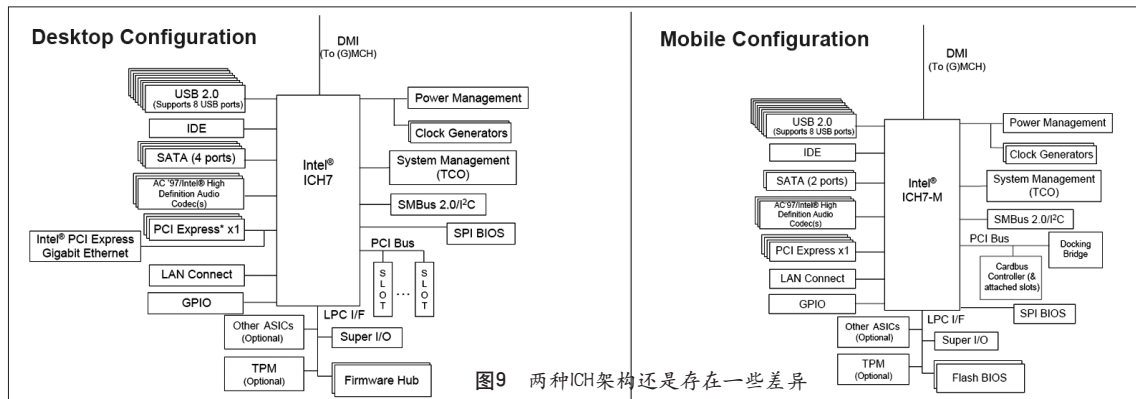 Desktop Configuration
DMI
(To (G)MCH)
USB 2.0
(Supports 8 USB ports)
IDE
SATA (4 ports)
AC '97/Intel® High
Definition Audio
Codec(s)
PCI Express* x1
Intel® PCI Express
Gigabit Ethernet
LAN Connect
GPIO
Intel®
ICH7
Power Management
Clock Generators
System Management
(TCO)
SMBus 2.0/I²C
SPI BIOS
PCI Bus
SLOT
...
SLOT
LPC I/F
Other ASICs
(Optional)
Super I/O
TPM
(Optional)
Firmware Hub
Mobile Configuration
DMI
(To (G)MCH)
USB 2.0
(Supports 8 USB ports)
IDE
SATA (2 ports)
AC'97/Intel® High
Definition Audio
Codec(s)
PCI Express x1
LAN Connect
GPIO
Intel®
ICH7-M
Power Management
Clock Generators
System Management
(TCO)
SMBus 2.0/I²C
PCI Bus
Docking
Bridge
Cardbus
Controller (&
attached slots)
SPI BIOS
LPC I/F
Other ASICs
(Optional)
Super I/O
TPM
(Optional)
Flash BIOS
图9 两种ICH架构还是存在一些差异